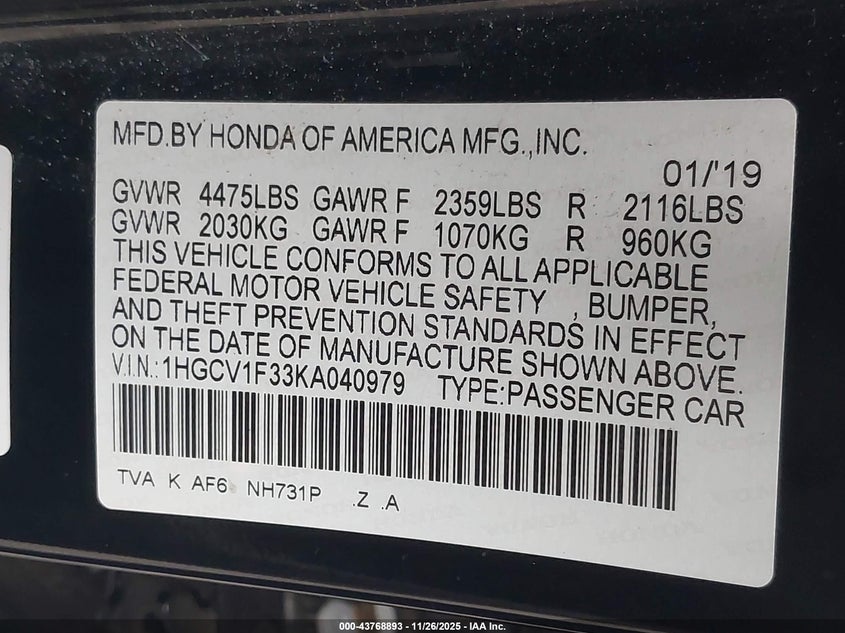 MFD.BY HONDA OF AMERICA MFG.,INC.
01/'19
GVWR 4475LBS GAWR F 2359LBS R 2116LBS
GVWR 2030KG GAWR F 1070KG R 960KG
THIS VEHICLE CONFORMS TO ALL APPLICABLE
FEDERAL MOTOR VEHICLE SAFETY , BUMPER,
AND THEFT PREVENTION STANDARDS IN EFFECT
ON THE DATE OF MANUFACTURE SHOWN ABOVE.
V.I.N.:1HGCV1F33KA040979 TYPE:PASSENGER CAR
TVA K AF6 NH731P .Z .A
000-43768893 - 11/26/2025 - IAA Inc.